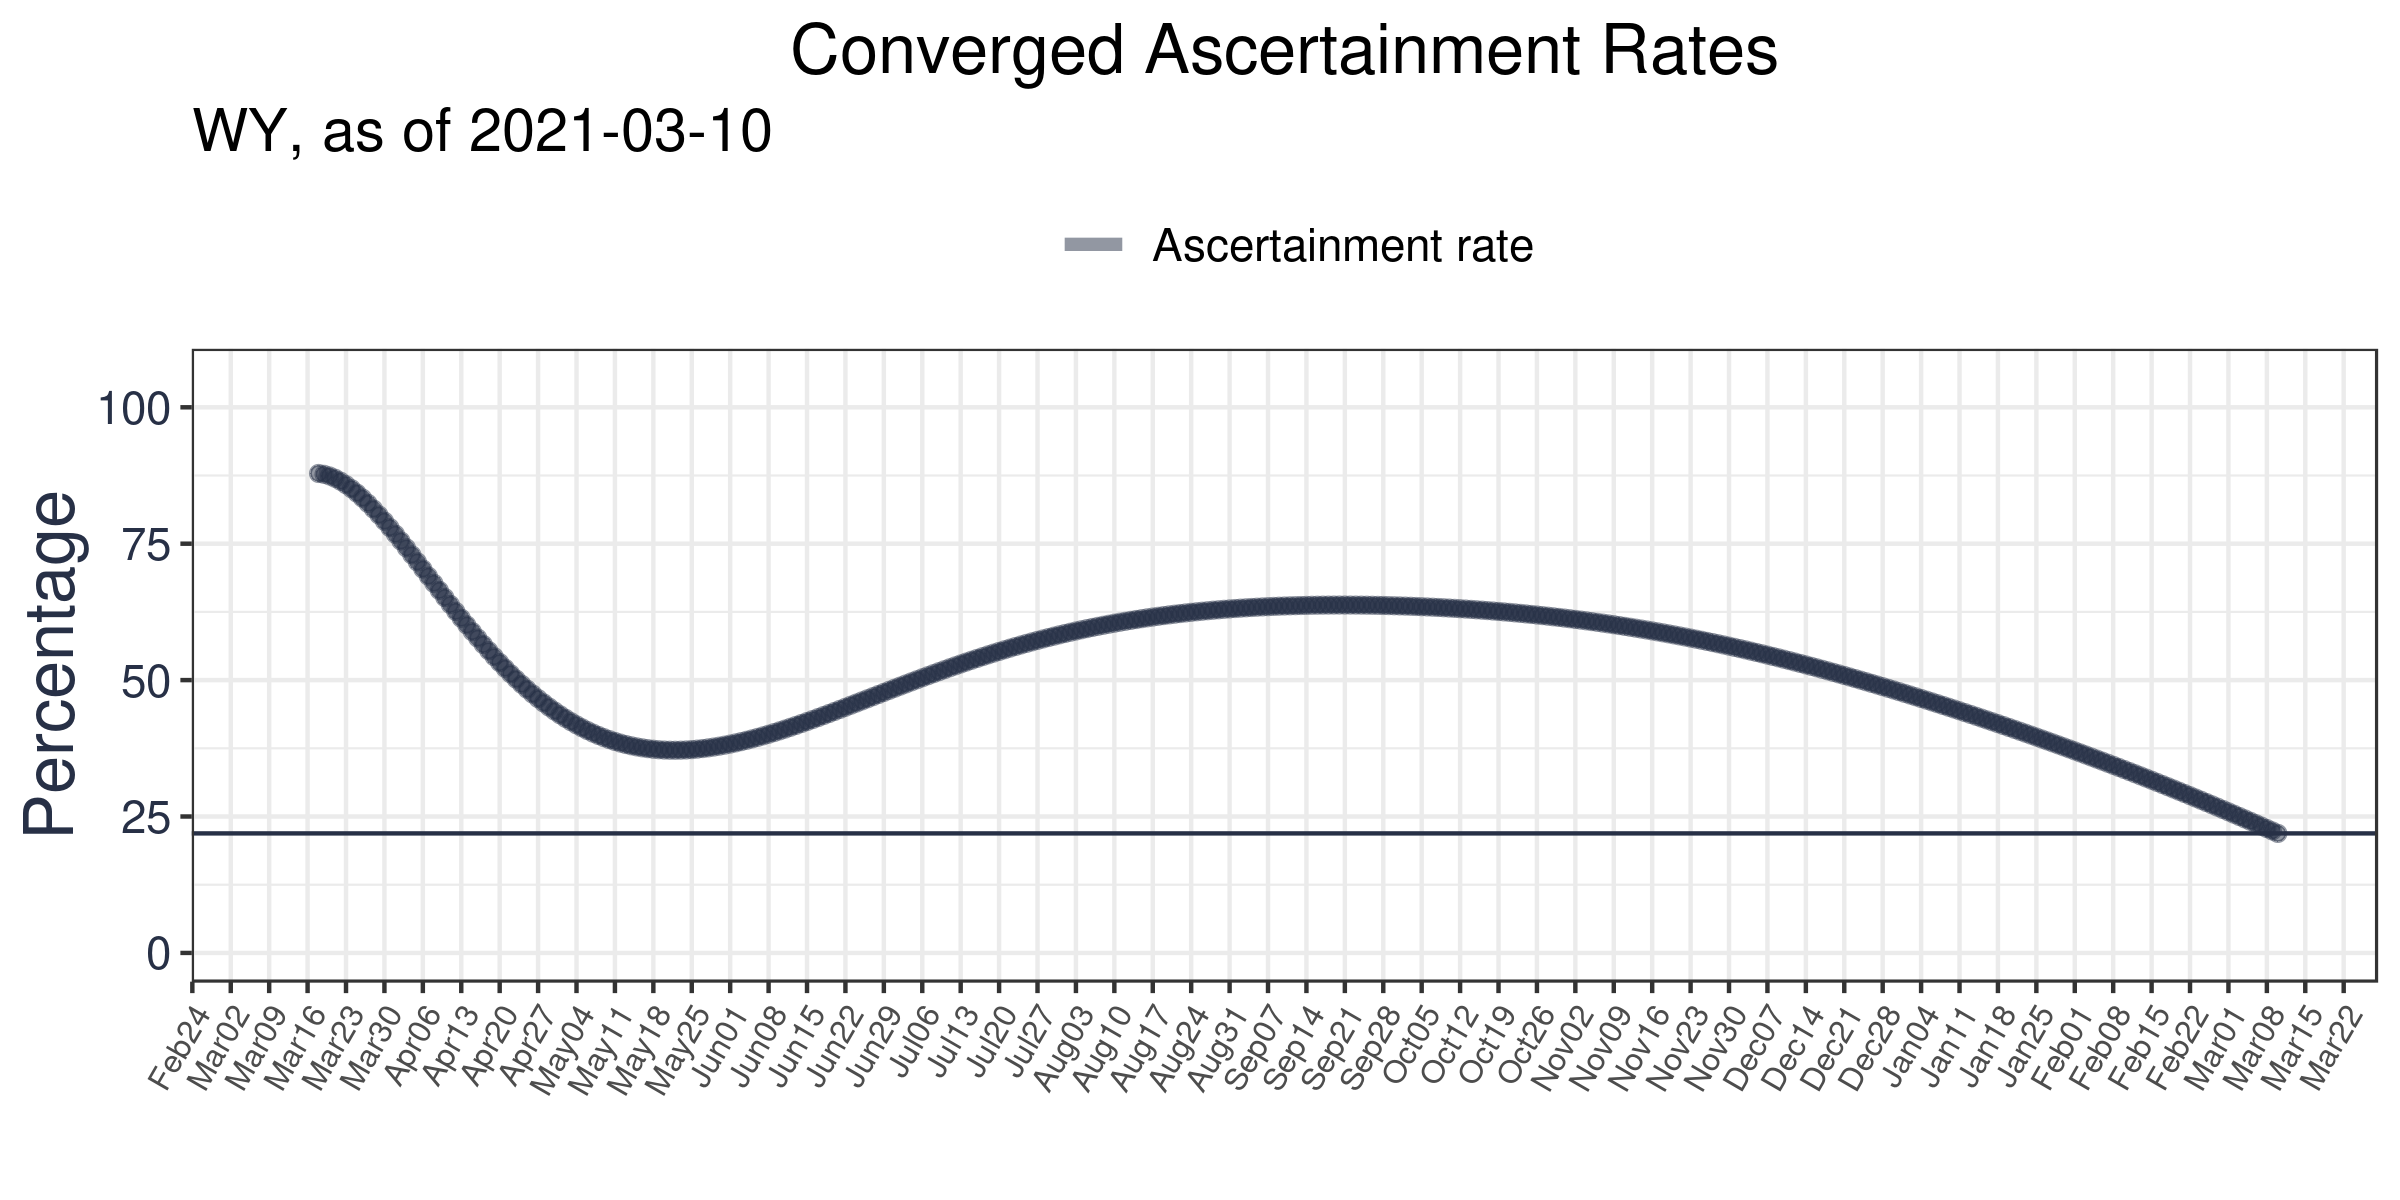 Converged Ascertainment Rates
WY, as of 2021-03-10
Ascertainment rate
Percentage
100
75
50
25
0
Feb24 Mar02 Mar09 Mar16 Mar23 Mar30 Apr06 Apr13 Apr20 Apr27 May04 May11 May18 May25 Jun01 Jun08 Jun15 Jun22 Jun29 Jul06 Jul13 Jul20 Jul27 Aug03 Aug10 Aug17 Aug24 Aug31 Sep07 Sep14 Sep21 Sep28 Oct05 Oct12 Oct19 Oct26 Nov02 Nov09 Nov16 Nov23 Nov30 Dec07 Dec14 Dec21 Dec28 Jan04 Jan11 Jan18 Jan25 Feb01 Feb08 Feb15 Feb22 Mar01 Mar08 Mar15 Mar22